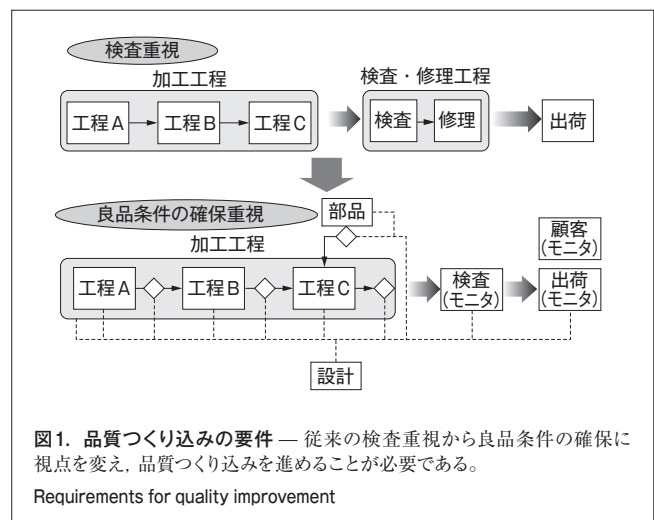 検査重視
加工工程
検査・修理工程
工程A
工程B
工程C
検査
修理
出荷
良品条件の確保重視
部品
加工工程
顧客
(モニタ)
工程A
工程B
工程C
検査
(モニタ)
出荷
(モニタ)
設計
図1. 品質つくり込みの要件 — 従来の検査重視から良品条件の確保に
視点を変え,品質つくり込みを進めることが必要である。
Requirements for quality improvement